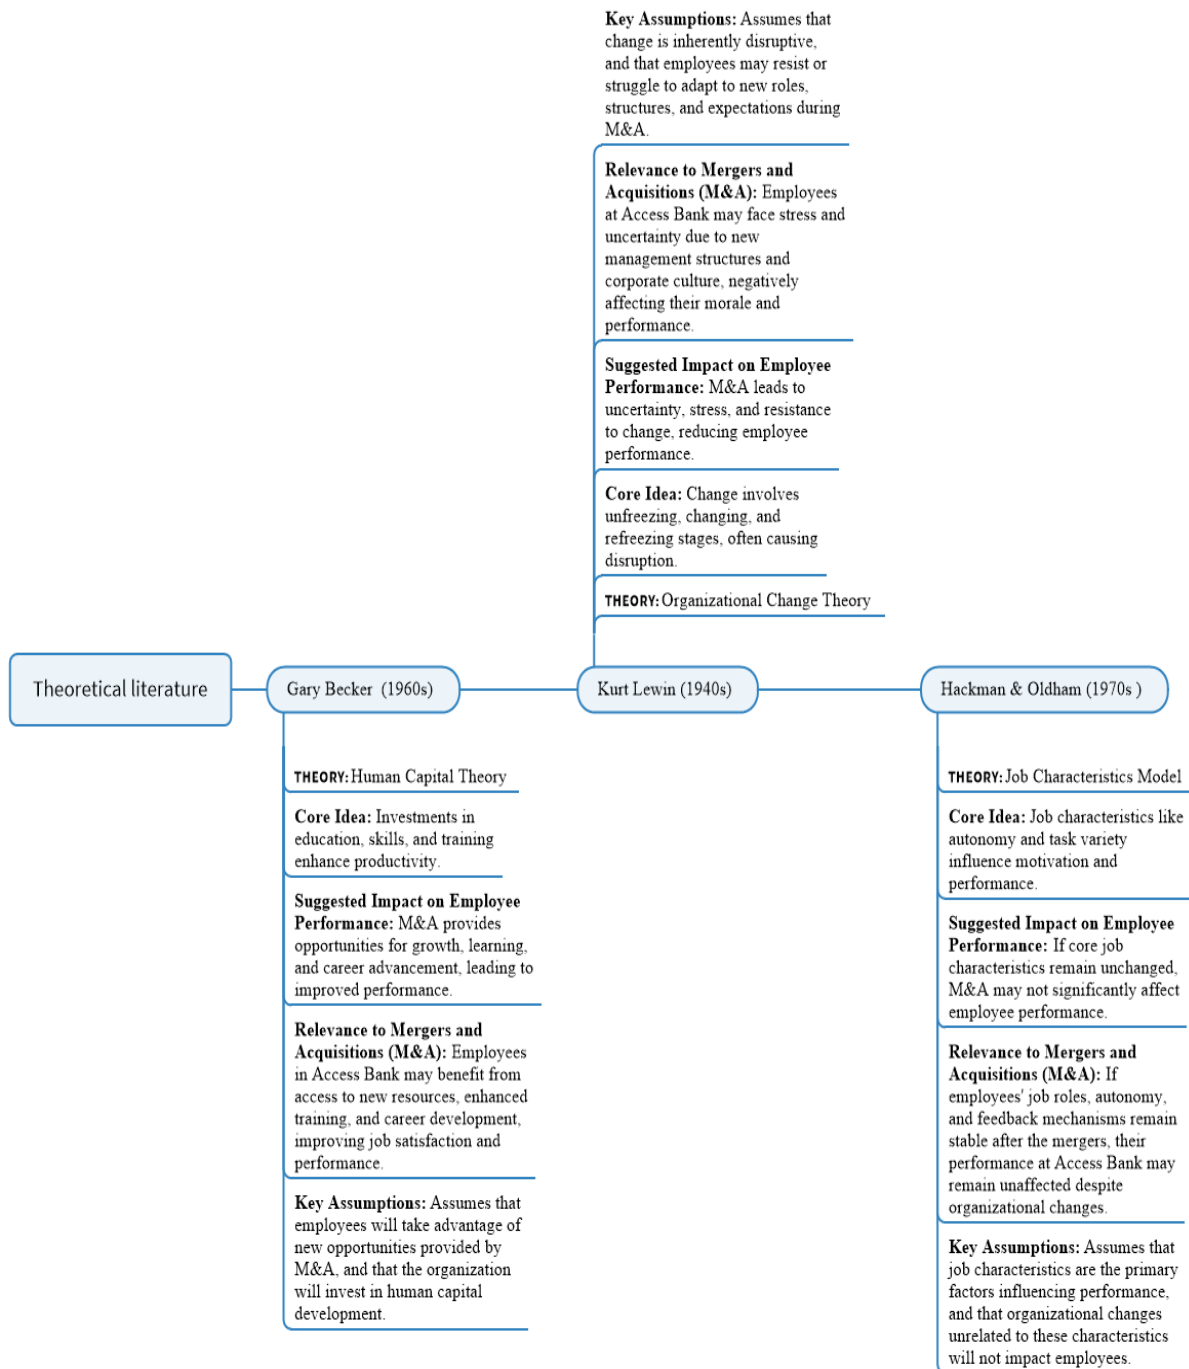 Key Assumptions: Assumes that
change is inherently disruptive,
and that employees may resist or
struggle to adapt to new roles,
structures, and expectations during
M&A.
Relevance to Mergers and
Acquisitions (M&A): Employees
at Access Bank may face stress and
uncertainty due to new
management structures and
corporate culture, negatively
affecting their morale and
performance.
Suggested Impact on Employee
Performance: M&A leads to
uncertainty, stress, and resistance
to change, reducing employee
performance.
Core Idea: Change involves
unfreezing, changing, and
refreezing stages, often causing
disruption.
THEORY: Organizational Change Theory
Theoretical literature
Gary Becker (1960s)
Kurt Lewin (1940s)
Hackman & Oldham (1970s )
THEORY: Human Capital Theory
Core Idea: Investments in
education, skills, and training
enhance productivity.
Suggested Impact on Employee
Performance: M&A provides
opportunities for growth, learning,
and career advancement, leading to
improved performance.
Relevance to Mergers and
Acquisitions (M&A): Employees
in Access Bank may benefit from
access to new resources, enhanced
training, and career development,
improving job satisfaction and
performance.
Key Assumptions: Assumes that
employees will take advantage of
new opportunities provided by
M&A, and that the organization
will invest in human capital
development.
THEORY: Job Characteristics Model
Core Idea: Job characteristics like
autonomy and task variety
influence motivation and
performance.
Suggested Impact on Employee
Performance: If core job
characteristics remain unchanged,
M&A may not significantly affect
employee performance.
Relevance to Mergers and
Acquisitions (M&A): If
employees' job roles, autonomy,
and feedback mechanisms remain
stable after the mergers, their
performance at Access Bank may
remain unaffected despite
organizational changes.
Key Assumptions: Assumes that
job characteristics are the primary
factors influencing performance,
and that organizational changes
unrelated to these characteristics
will not impact employees.